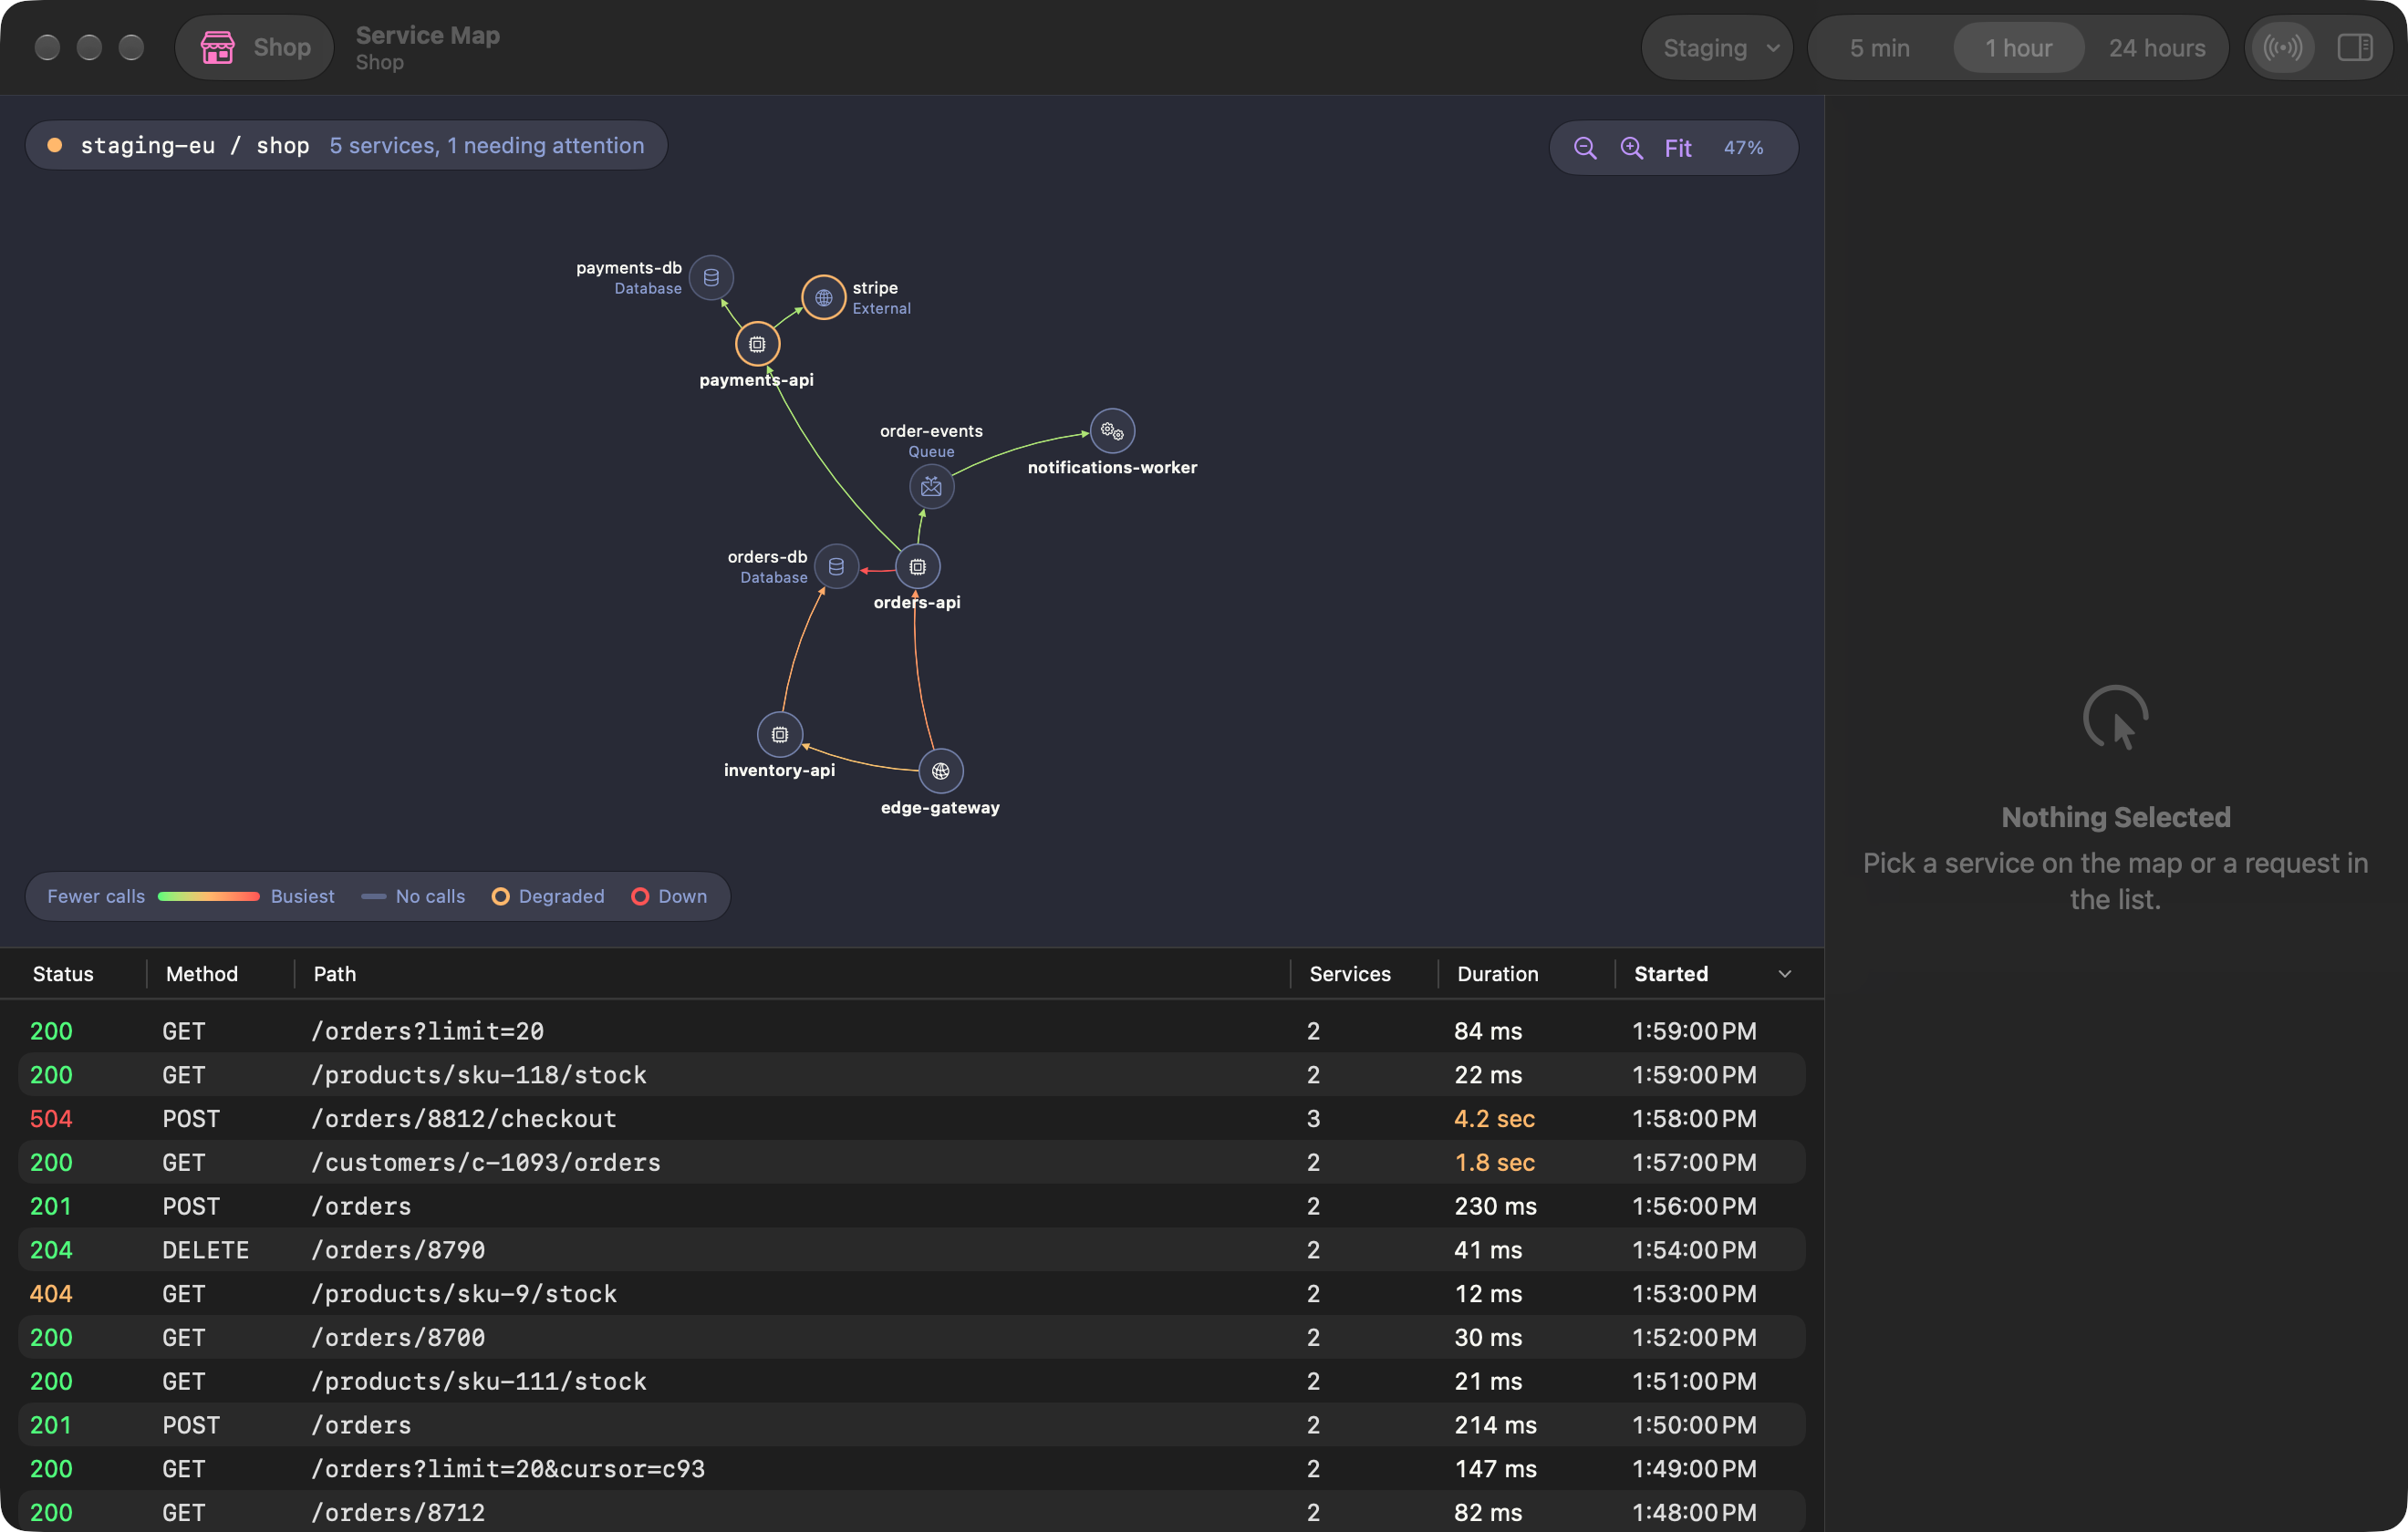 Shop
Service Map
Shop
Staging
5 min
1 hour
24 hours
staging-eu / shop 5 services, 1 needing attention
Fit
47%
payments-db
Database
stripe
External
payments-api
order-events
Queue
notifications-worker
orders-db
Database
orders-api
inventory-api
edge-gateway
Fewer calls
Busiest
No calls
Degraded
Down
Nothing Selected
Pick a service on the map or a request in
the list.
Status Method Path Services Duration Started
200 GET /orders?limit=20 2 84 ms 1:59:00 PM
200 GET /products/sku-118/stock 2 22 ms 1:59:00 PM
504 POST /orders/8812/checkout 3 4.2 sec 1:58:00 PM
200 GET /customers/c-1093/orders 2 1.8 sec 1:57:00 PM
201 POST /orders 2 230 ms 1:56:00 PM
204 DELETE /orders/8790 2 41 ms 1:54:00 PM
404 GET /products/sku-9/stock 2 12 ms 1:53:00 PM
200 GET /orders/8700 2 30 ms 1:52:00 PM
200 GET /products/sku-111/stock 2 21 ms 1:51:00 PM
201 POST /orders 2 214 ms 1:50:00 PM
200 GET /orders?limit=20&cursor=c93 2 147 ms 1:49:00 PM
200 GET /orders/8712 2 82 ms 1:48:00 PM